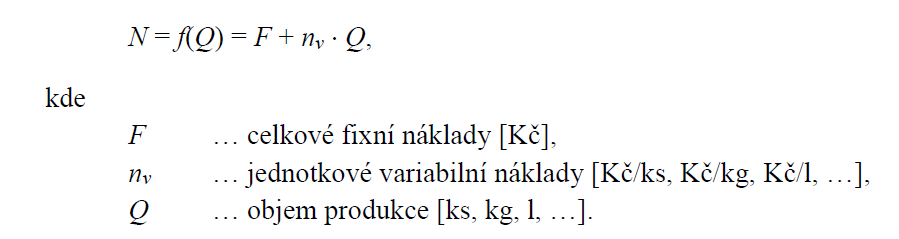 N = f(Q) = F + nv · Q,
kde
F … celkové fixní náklady [Kč],
nv … jednotkové variabilní náklady [Kč/ks, Kč/kg, Kč/l, …],
Q … objem produkce [ks, kg, l, …].